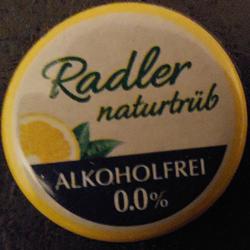 Radler
naturtrüb
ALKOHOLFREI
0.0%